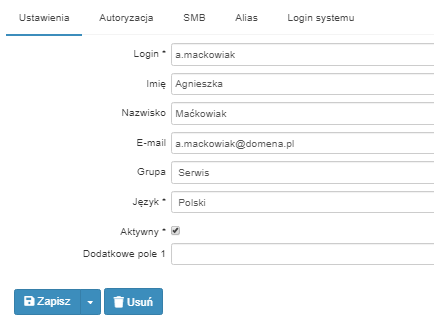 Ustawienia Autoryzacja SMB Alias Login systemu
Login * a.mackowiak
Imię Agnieszka
Nazwisko Maćkowiak
E-mail a.mackowiak@domena.pl
Grupa Serwis
Język * Polski
Aktywny *
Dodatkowe pole 1
Zapisz Usuń